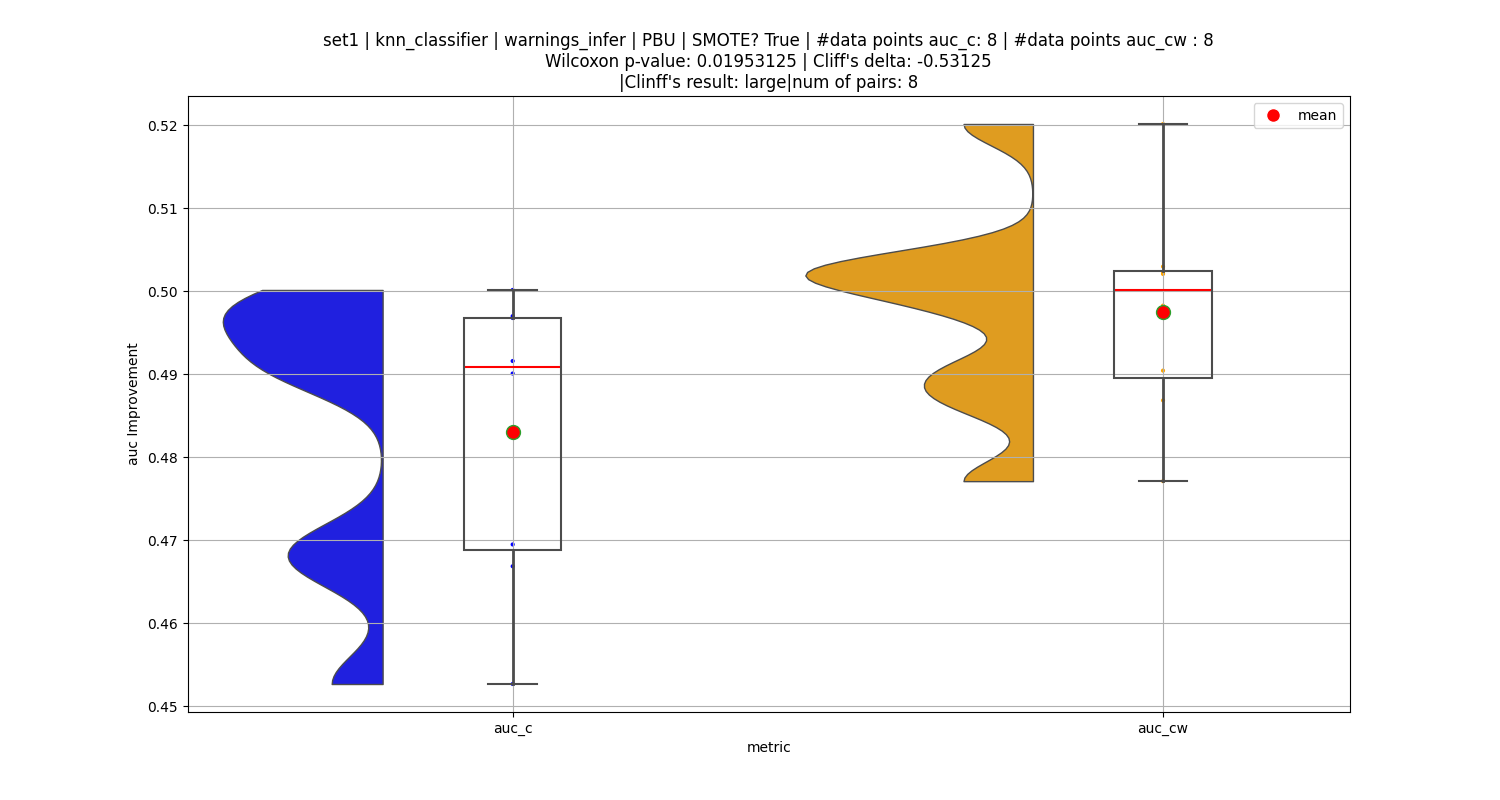 set1 | knn_classifier | warnings_infer | PBU | SMOTE? True | #data points auc_c: 8 | #data points auc_cw : 8
Wilcoxon p-value: 0.01953125 | Cliff's delta: -0.53125
|Clinff's result: large|num of pairs: 8
mean
0.52
0.51
0.50
0.49
0.48
0.47
0.46
0.45
auc Improvement
auc_c
auc_cw
metric